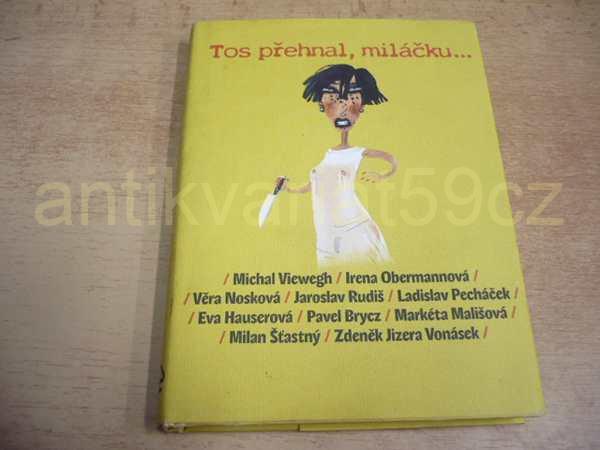 Tos přehnal, miláčku...
antikvariat59cz
/ Michal Viewegh / Irena Obermannová /
/ Věra Nosková / Jaroslav Rudiš / Ladislav Pecháček /
/ Eva Hauserová / Pavel Brycz / Markéta Mališová /
/ Milan Šťastný / Zdeněk Jizera Vonásek /